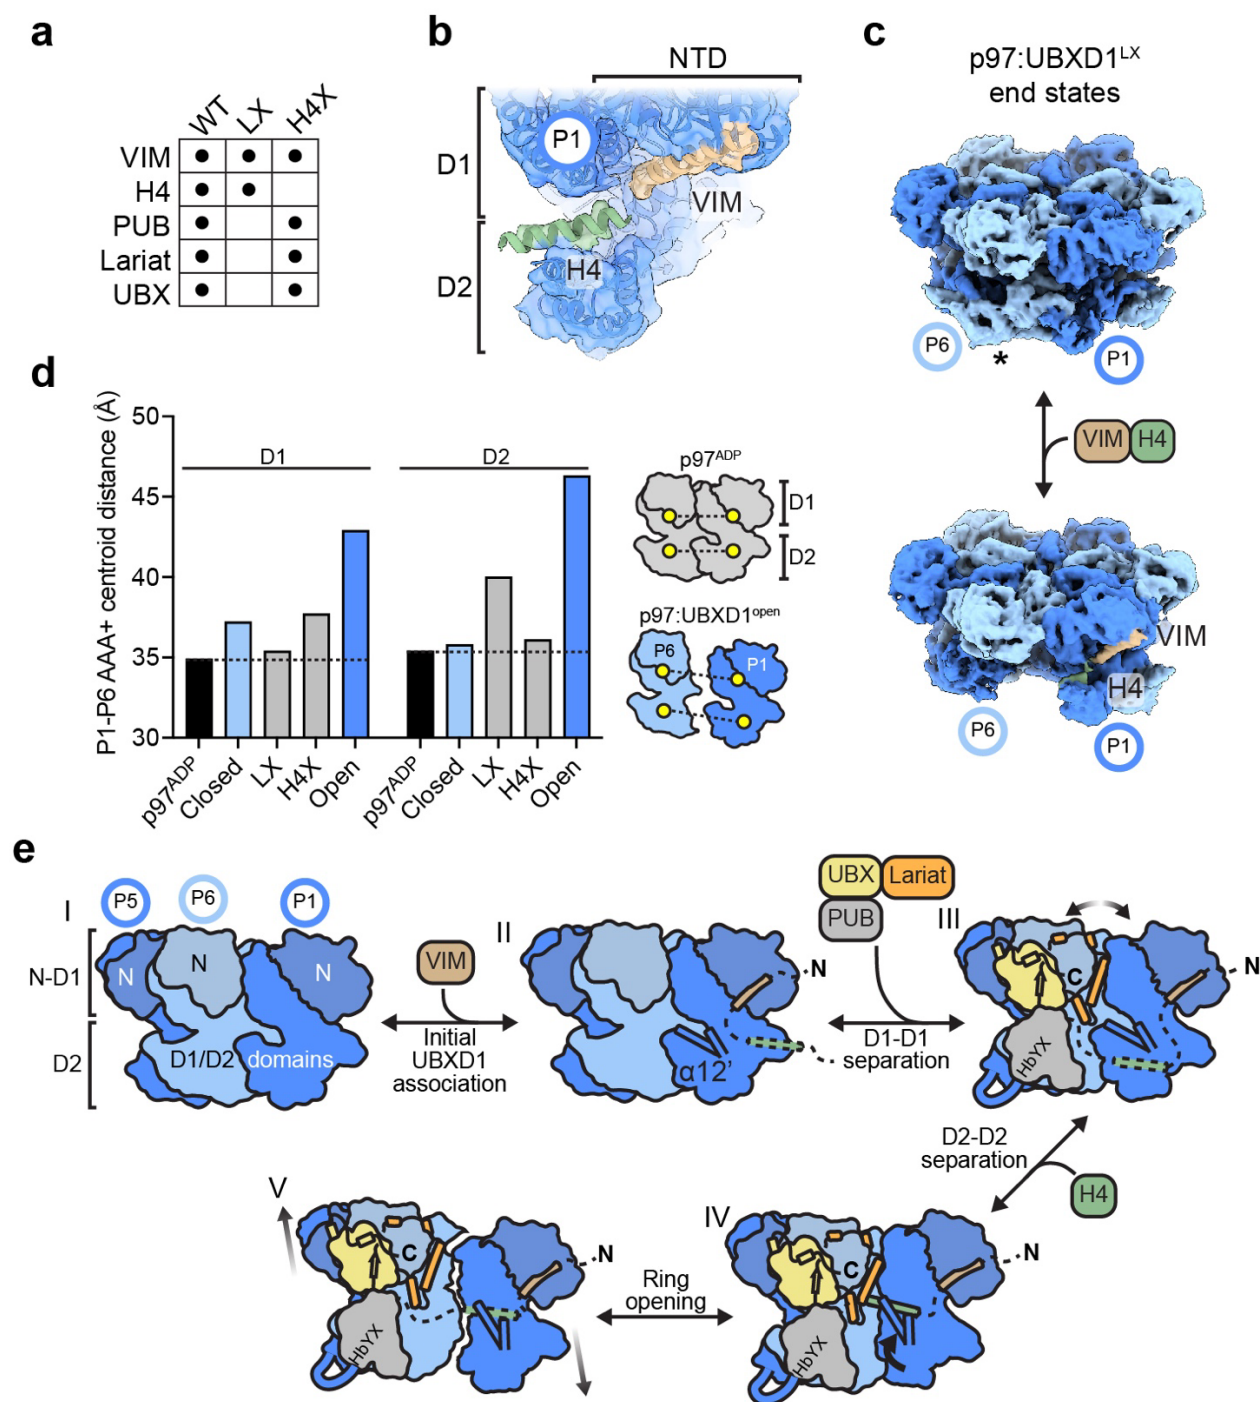 a
WT LX H4X
VIM
H4
PUB
Lariat
UBX
b
NTD
D1
D2
P1
VIM
H4
c
p97:UBXD1LX
end states
P6
*
P1
VIM H4
VIM
H4
P6
P1
d
P1-P6 AAA+ centroid distance (Å)
50
45
40
35
30
D1
D2
p97ADP
Closed
LX
H4X
Open
p97ADP
Closed
LX
H4X
Open
p97ADP
D1
D2
p97:UBXD1open
P6
P1
e
I
P5
P6
P1
N-D1
D2
N
N
N
D1/D2 domains
VIM
Initial
UBXD1
association
II
N
α12'
UBX Lariat
PUB
D1-D1
separation
III
C
N
HbYX
D2-D2
separation
H4
IV
C
N
HbYX
Ring
opening
V
C
N
HbYX